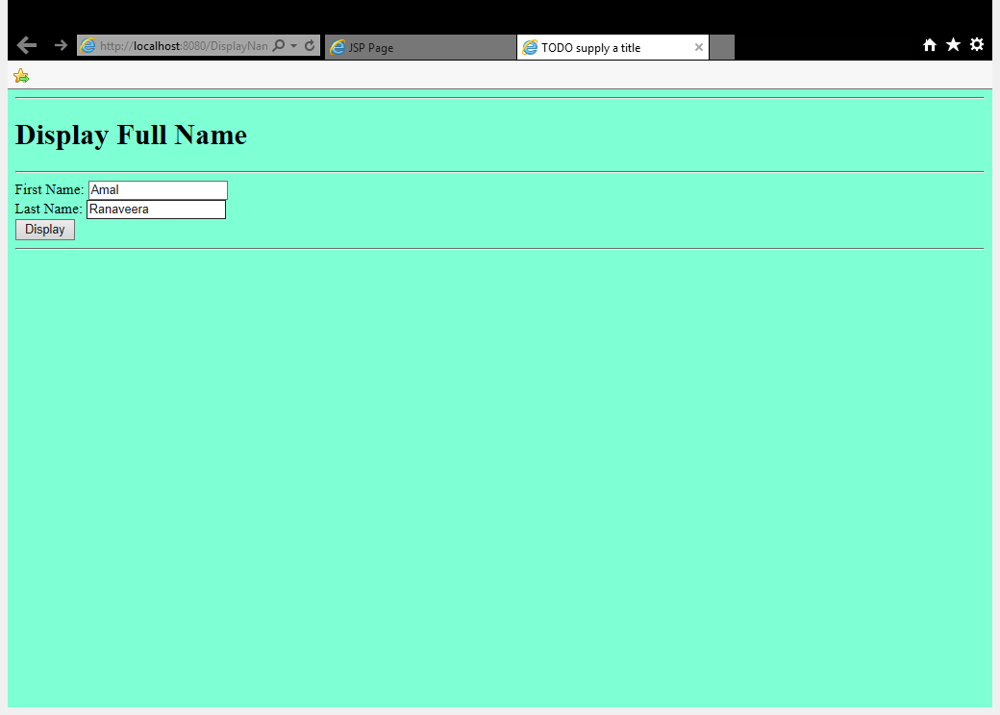 http://localhost:8080/DisplayNan
JSP Page
TODO supply a title
Display Full Name
First Name: Amal
Last Name: Ranaveera
Display